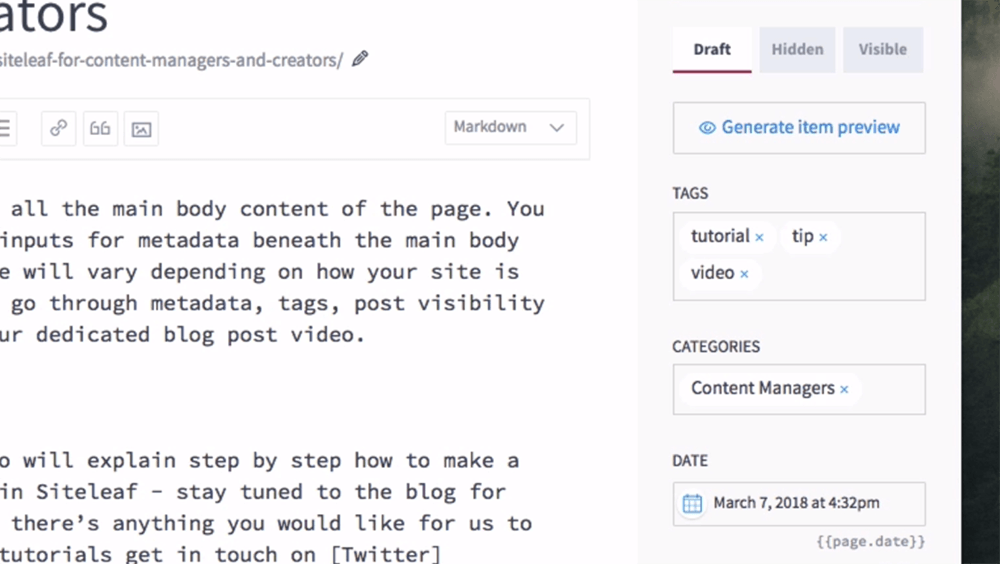 ators
siteleaf-for-content-managers-and-creators/
Markdown
all the main body content of the page. You
inputs for metadata beneath the main body
e will vary depending on how your site is
go through metadata, tags, post visibility
ur dedicated blog post video.
o will explain step by step how to make a
in Siteleaf – stay tuned to the blog for
there’s anything you would like for us to
tutorials get in touch on [Twitter]
Draft Hidden Visible
Generate item preview
TAGS
tutorial × tip ×
video ×
CATEGORIES
Content Managers ×
DATE
March 7, 2018 at 4:32pm
{{page.date}}